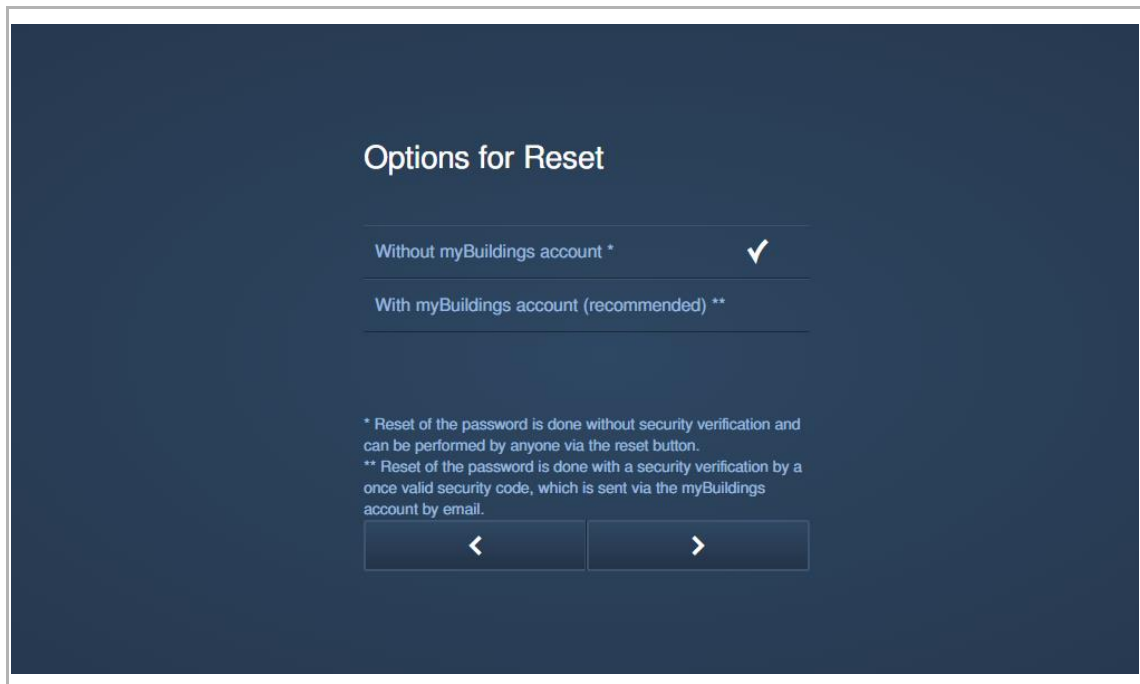 Options for Reset
Without myBuildings account *
With myBuildings account (recommended) **
* Reset of the password is done without security verification and
can be performed by anyone via the reset button.
** Reset of the password is done with a security verification by a
once valid security code, which is sent via the myBuildings
account by email.